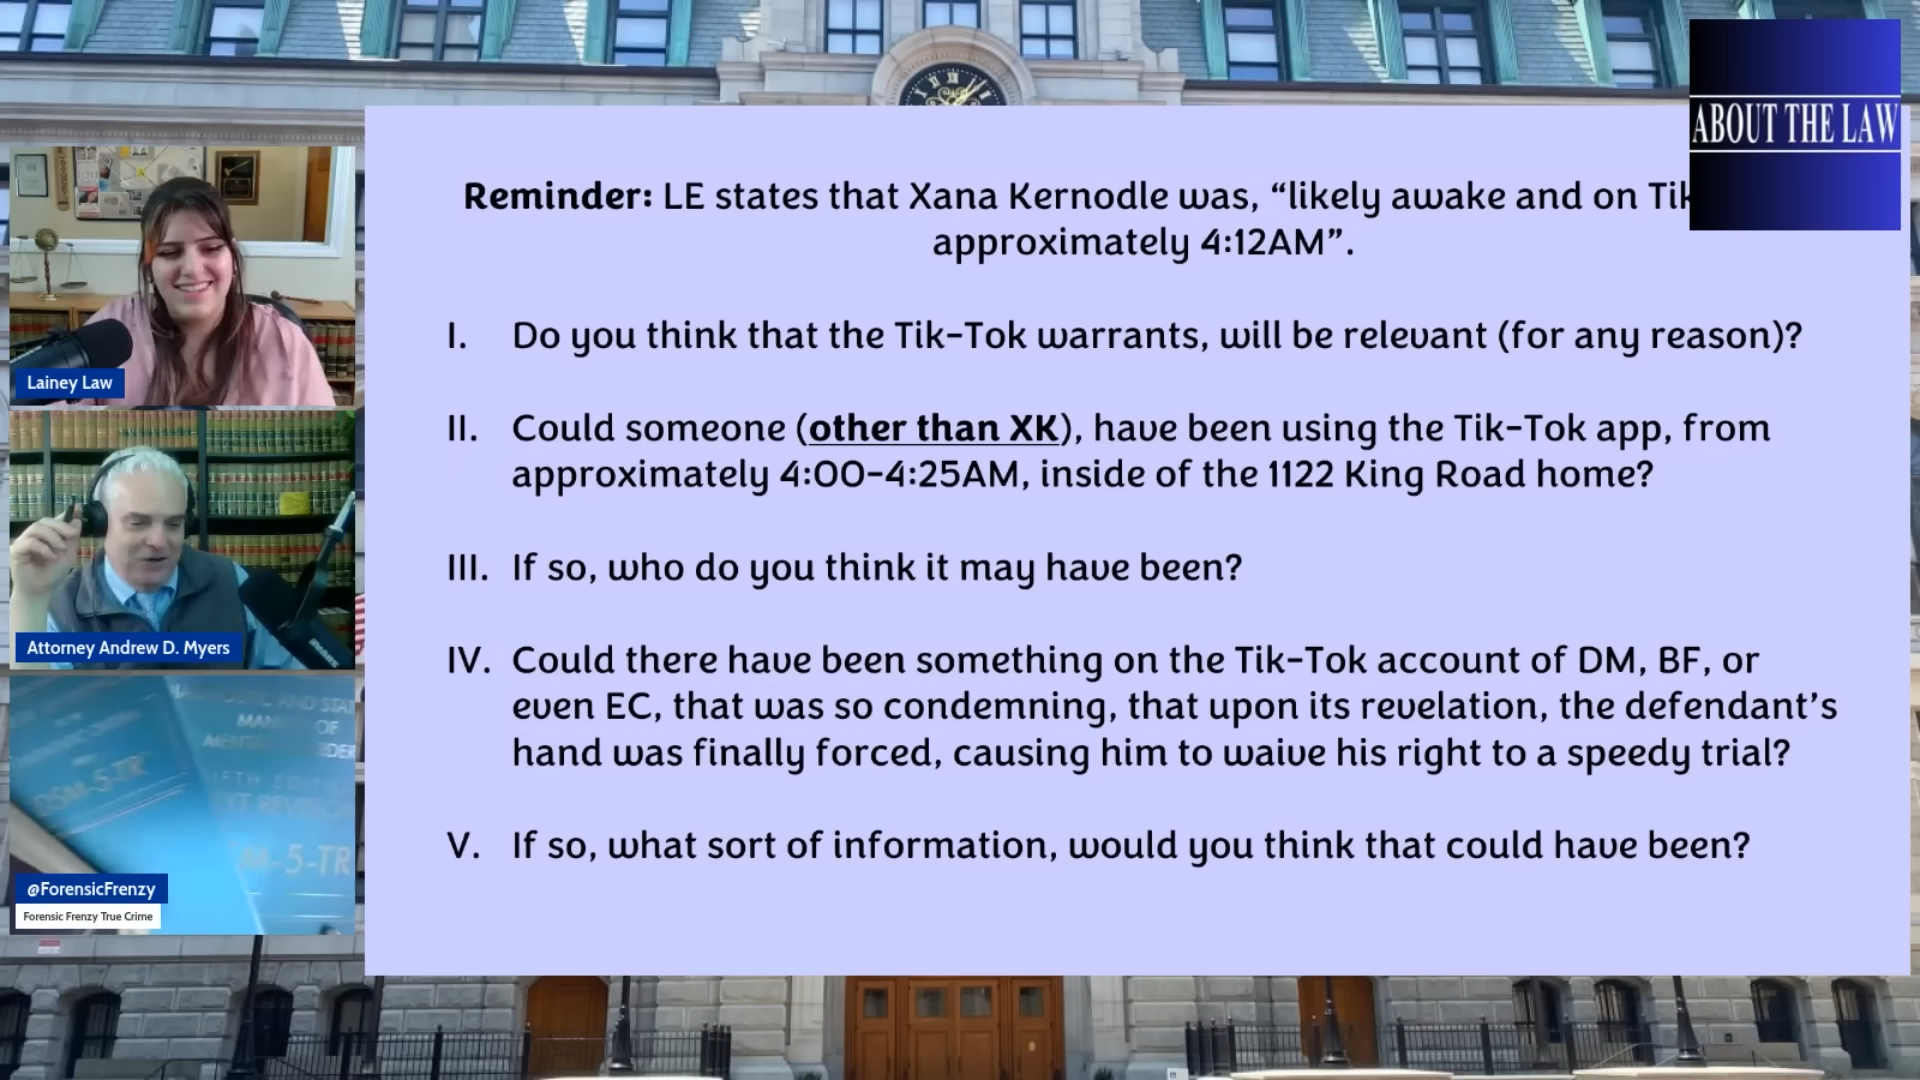 ABOUT THE LAW
Reminder: LE states that Xana Kernodle was, “likely awake and on Tik
approximately 4:12AM”.
I. Do you think that the Tik-Tok warrants, will be relevant (for any reason)?
II. Could someone (other than XK), have been using the Tik-Tok app, from
approximately 4:00-4:25AM, inside of the 1122 King Road home?
III. If so, who do you think it may have been?
IV. Could there have been something on the Tik-Tok account of DM, BF, or
even EC, that was so condemning, that upon its revelation, the defendant’s
hand was finally forced, causing him to waive his right to a speedy trial?
V. If so, what sort of information, would you think that could have been?
Lainey Law
Attorney Andrew D. Myers
DSM-5-TR
@ForensicFrenzy
Forensic Frenzy True Crime